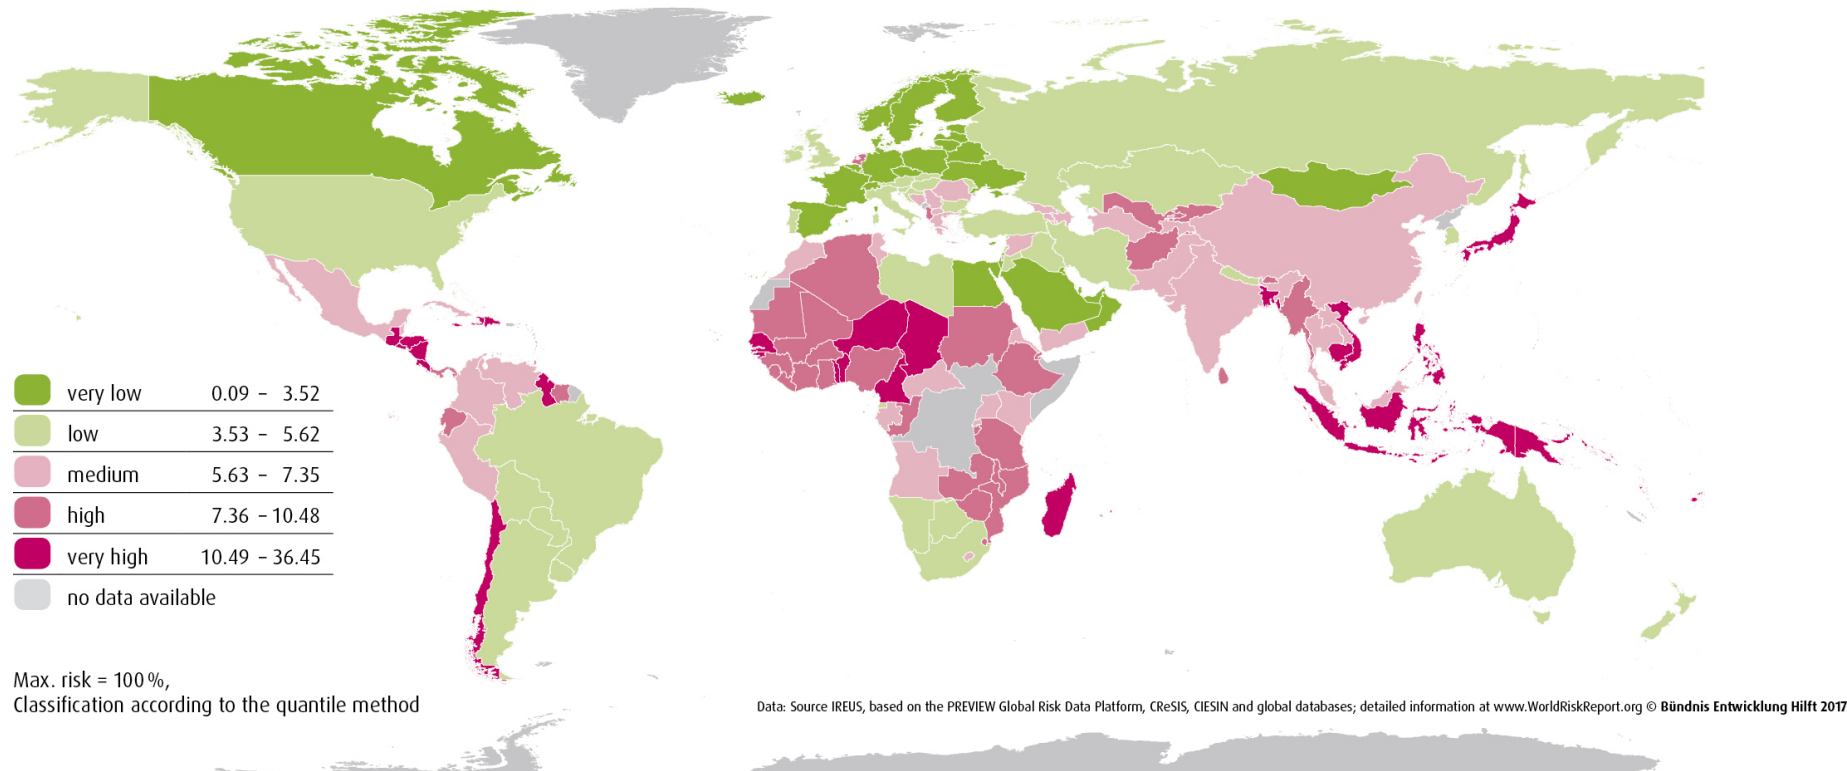 very low 0.09 – 3.52
low 3.53 – 5.62
medium 5.63 – 7.35
high 7.36 – 10.48
very high 10.49 – 36.45
no data available
Max. risk = 100 %,
Classification according to the quantile method
Data: Source IREUS, based on the PREVIEW Global Risk Data Platform, CReSIS, CIESIN and global databases; detailed information at www.WorldRiskReport.org © Bündnis Entwicklung Hilft 2017